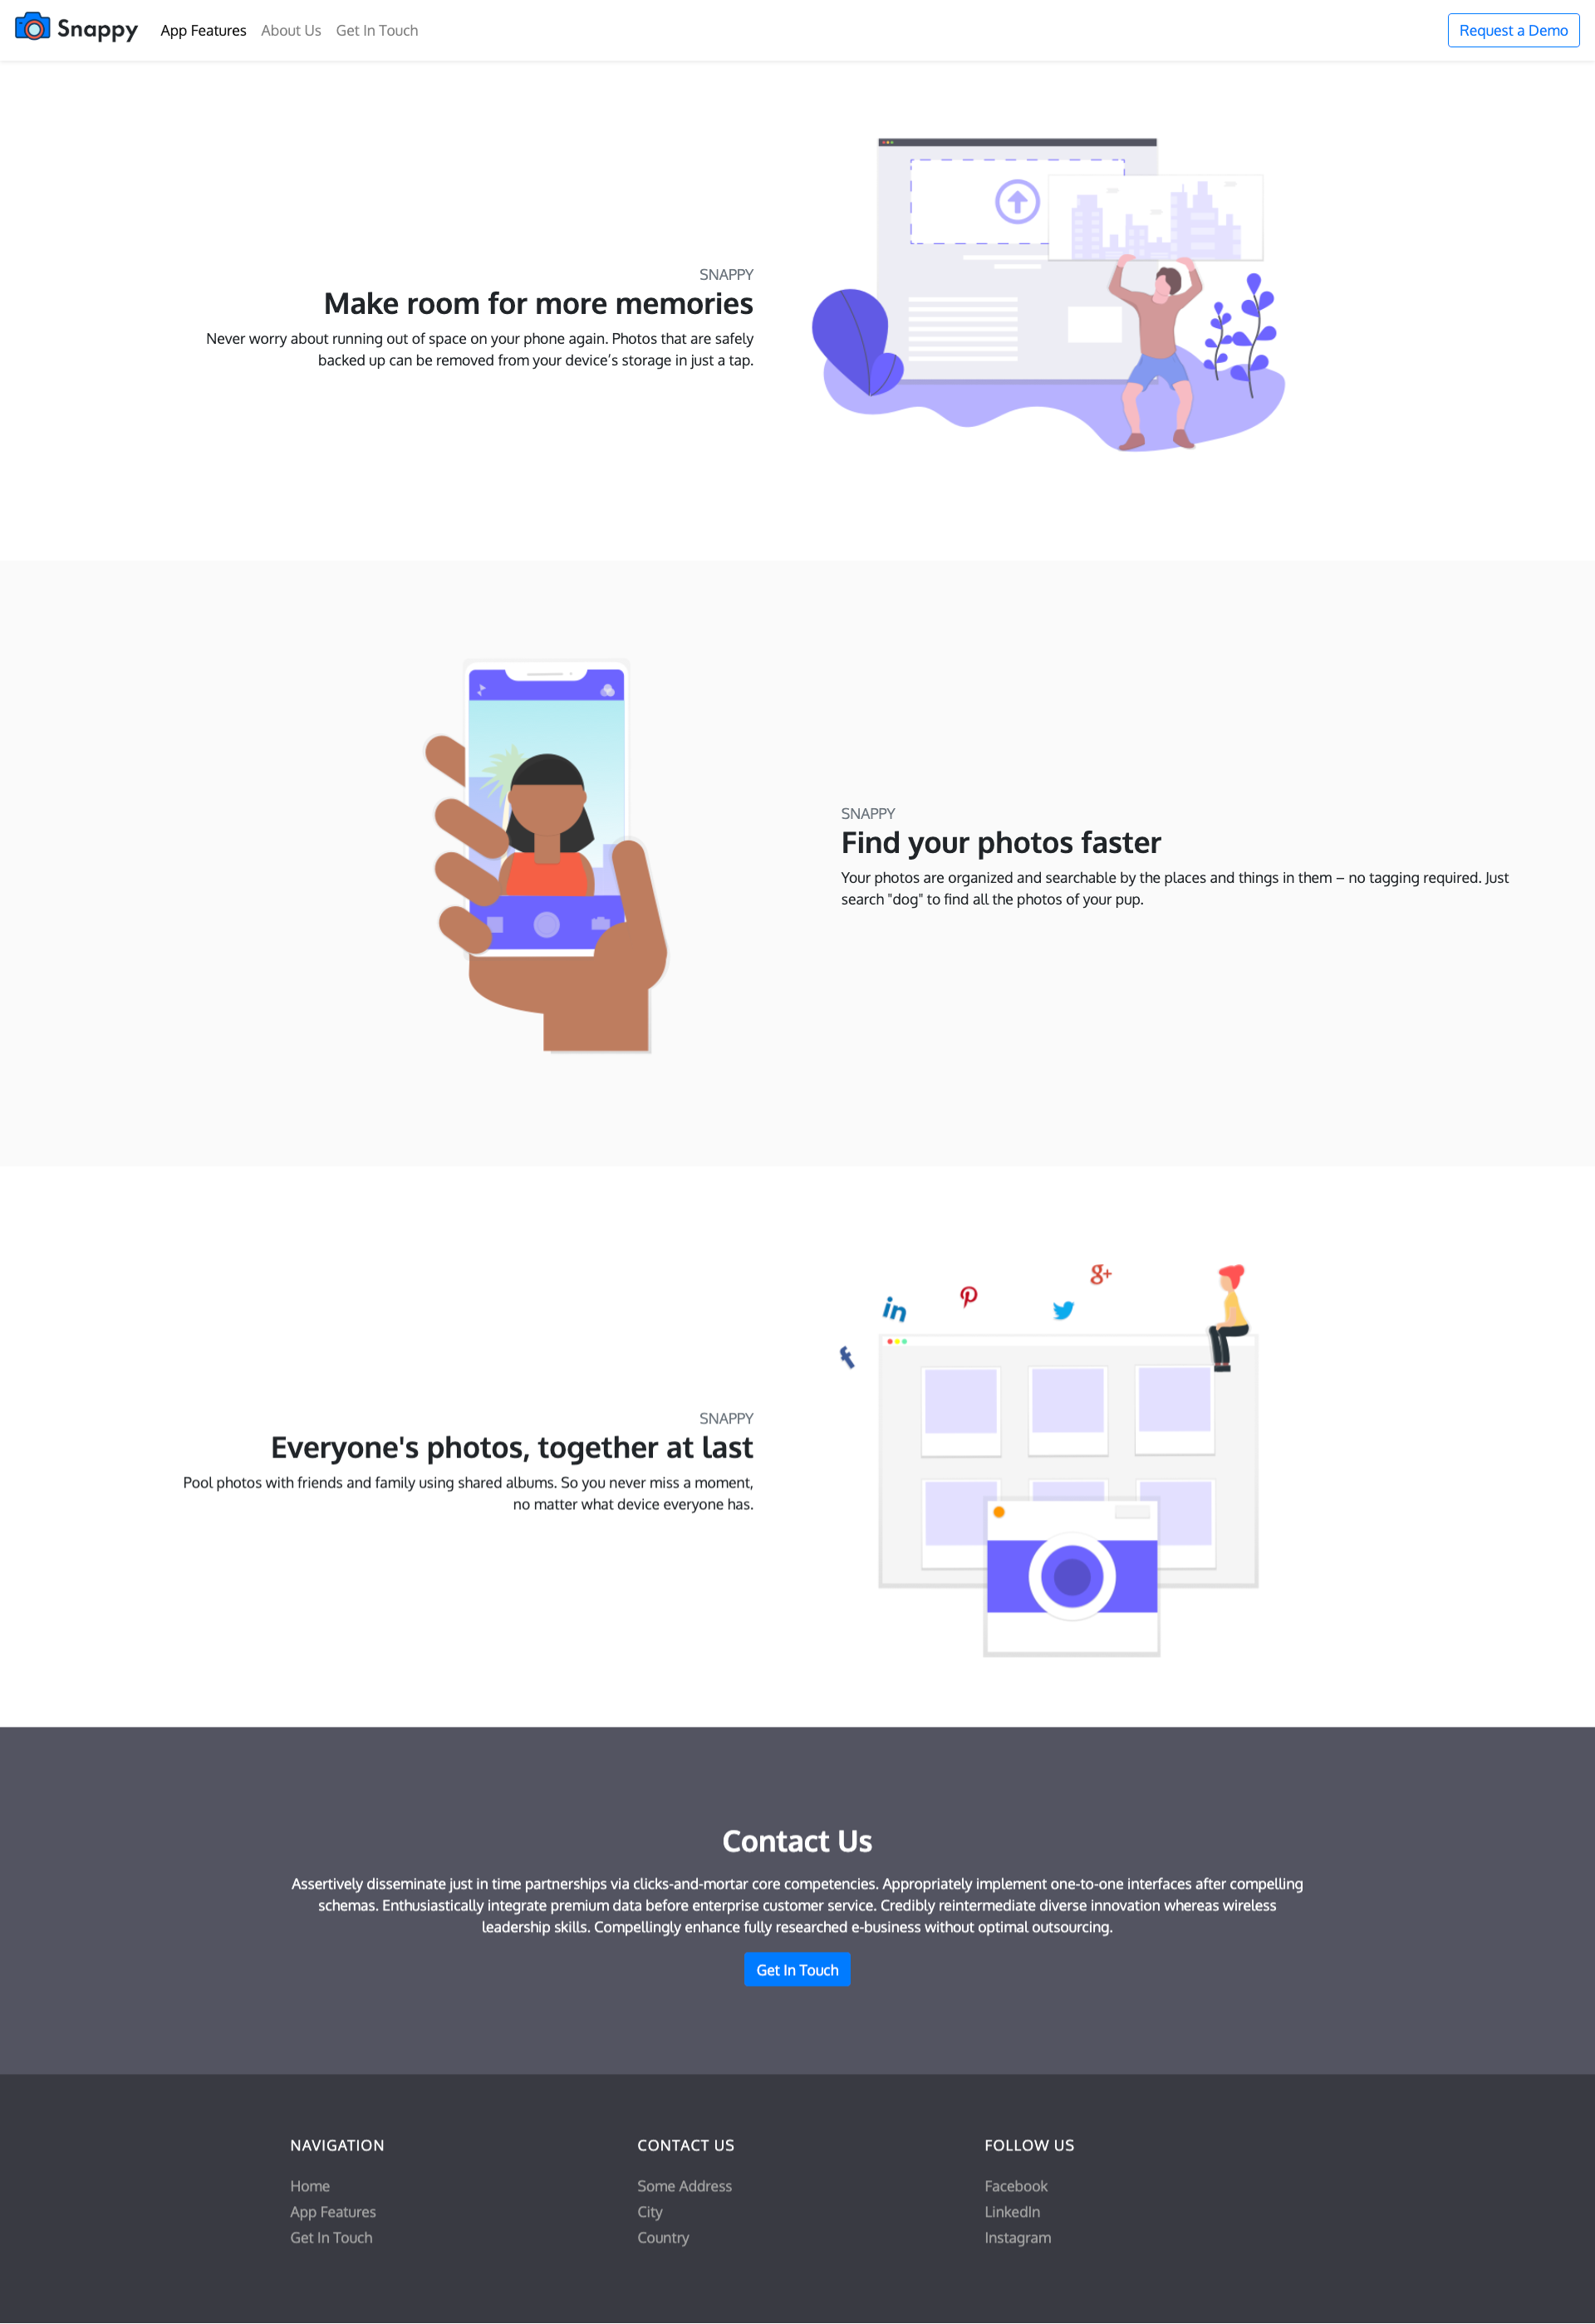 Snappy
App Features
About Us
Get In Touch
Request a Demo
SNAPPY
Make room for more memories
Never worry about running out of space on your phone again. Photos that are safely
backed up can be removed from your device’s storage in just a tap.
SNAPPY
Find your photos faster
Your photos are organized and searchable by the places and things in them – no tagging required. Just
search "dog" to find all the photos of your pup.
g+
in
f
SNAPPY
Everyone's photos, together at last
Pool photos with friends and family using shared albums. So you never miss a moment,
no matter what device everyone has.
Contact Us
Assertively disseminate just in time partnerships via clicks-and-mortar core competencies. Appropriately implement one-to-one interfaces after compelling
schemas. Enthusiastically integrate premium data before enterprise customer service. Credibly reintermediate diverse innovation whereas wireless
leadership skills. Compellingly enhance fully researched e-business without optimal outsourcing.
Get In Touch
NAVIGATION
Home
App Features
Get In Touch
CONTACT US
Some Address
City
Country
FOLLOW US
Facebook
LinkedIn
Instagram